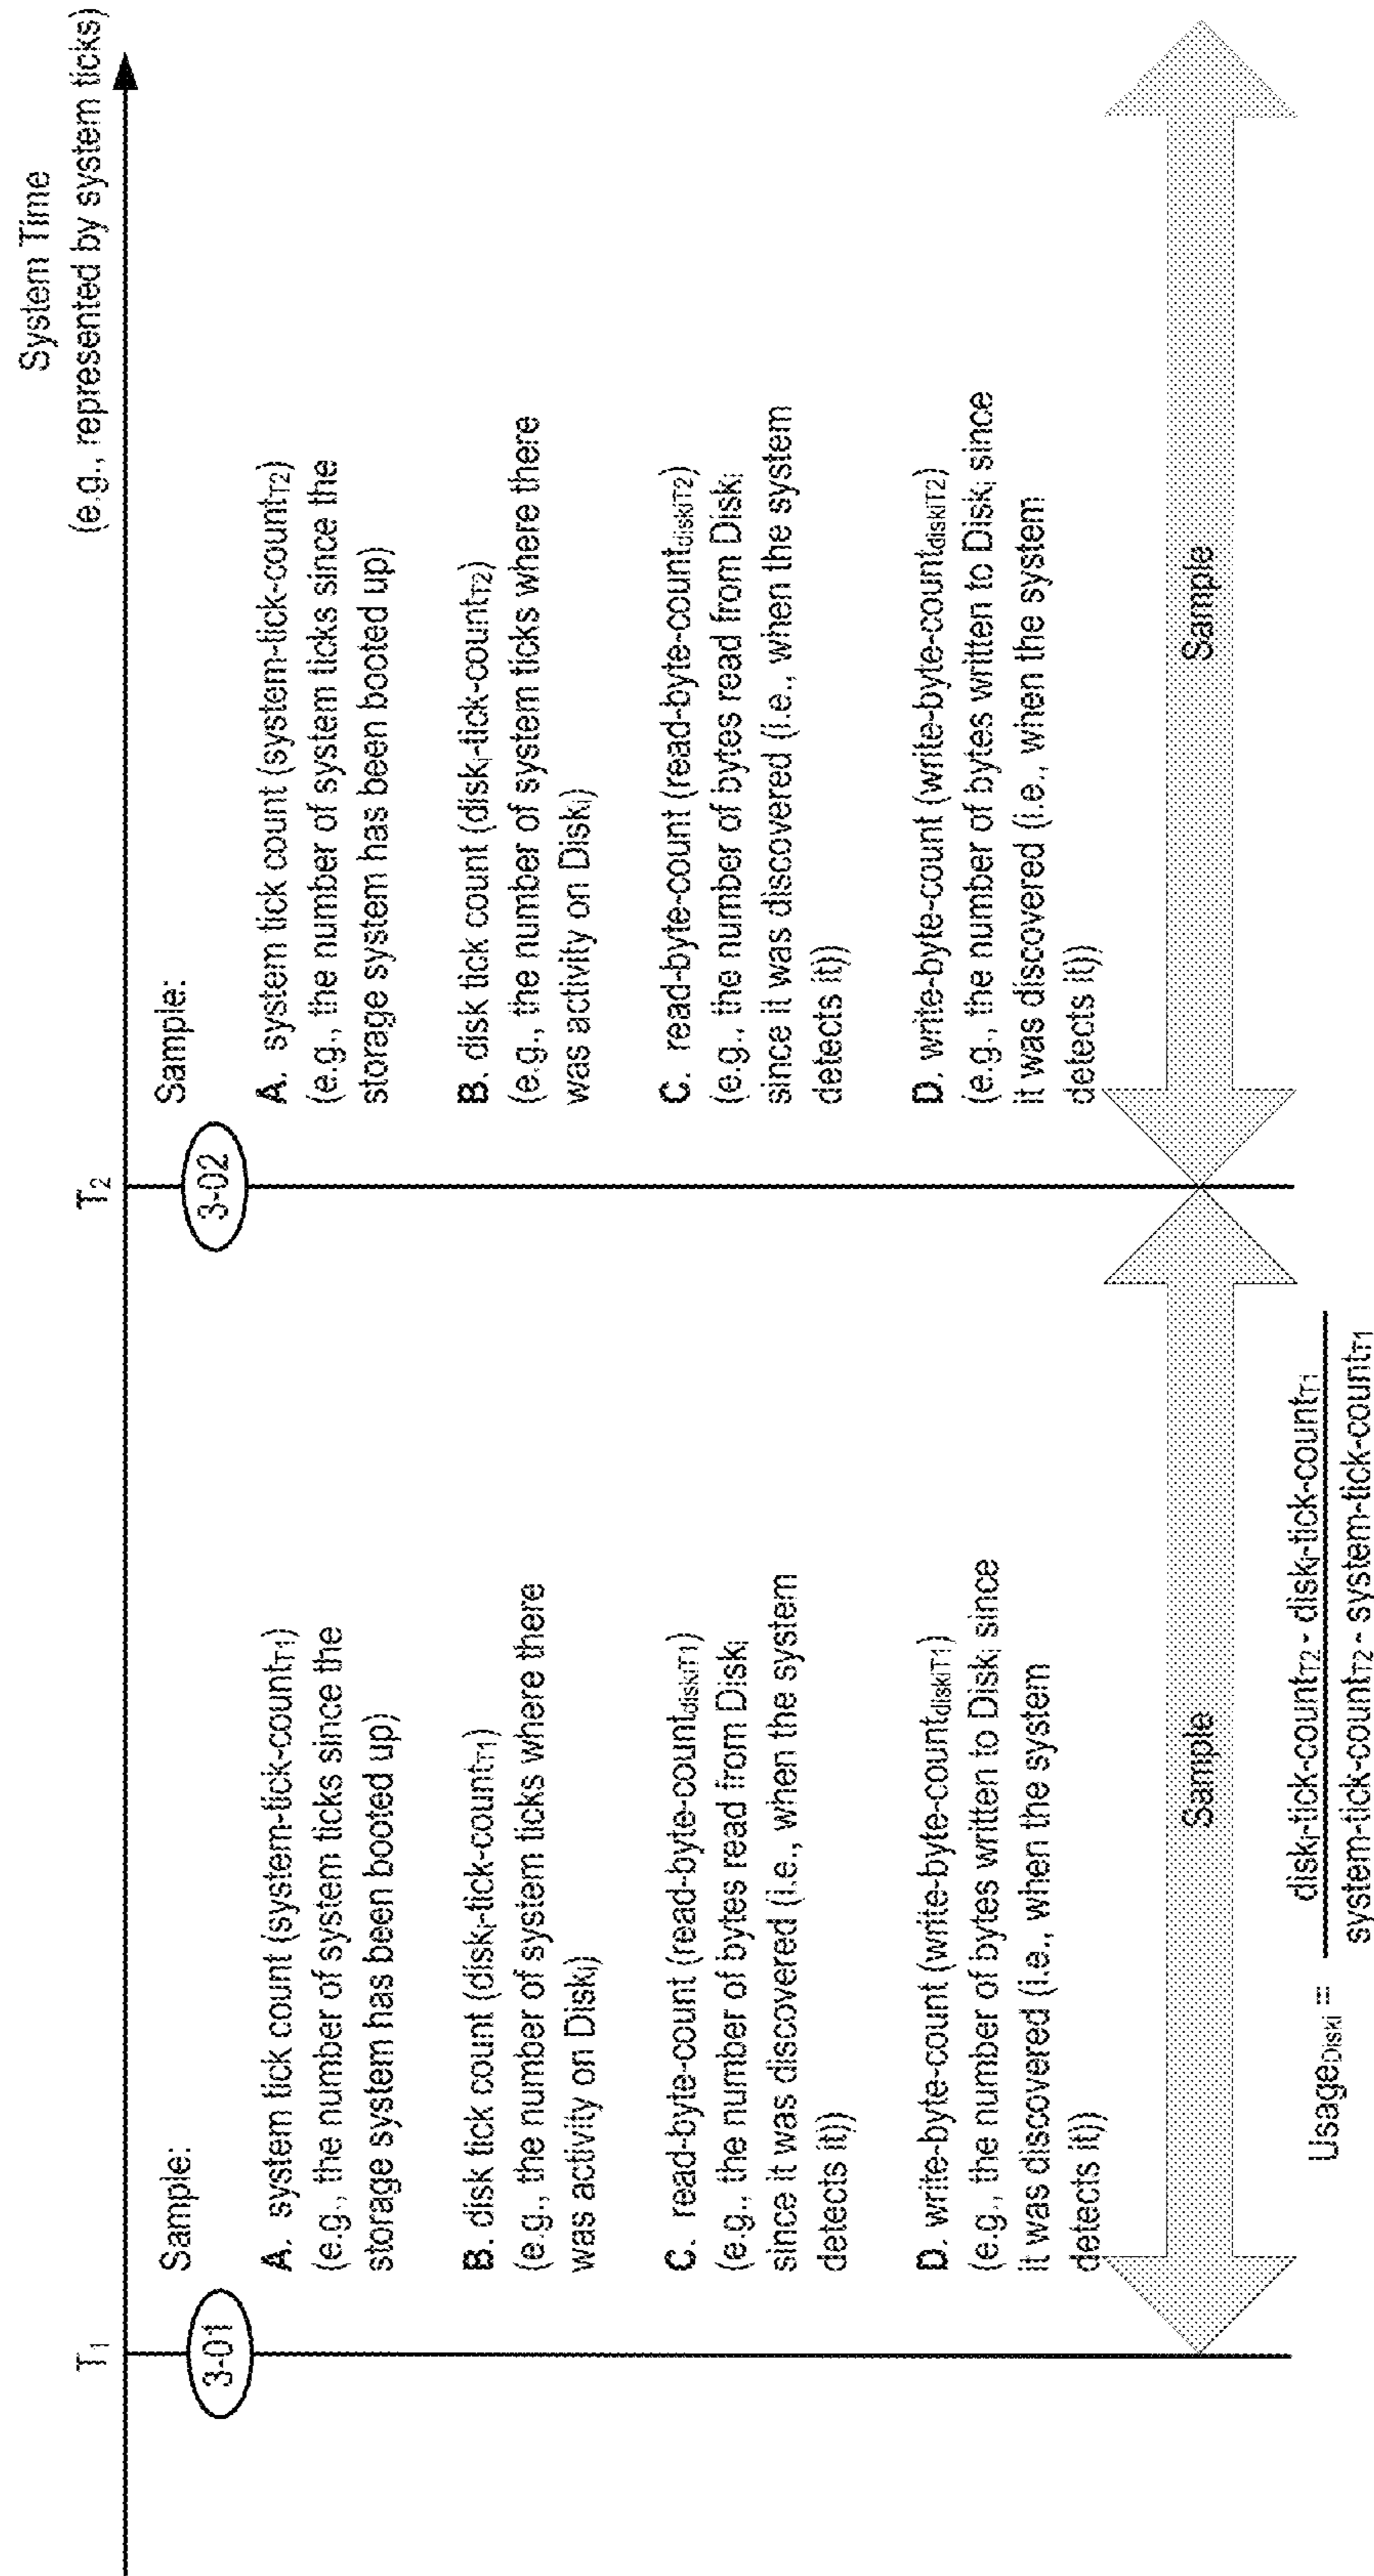 System Time
(e.g., represented by system ticks)
T1
T2
3-01
Sample:
A. system tick count (system-tick-countT1)
(e.g., the number of system ticks since the
storage system has been booted up)
B. disk tick count (diski-tick-countT1)
(e.g., the number of system ticks where there
was activity on Diski)
C. read-byte-count (read-byte-countdiskiT1)
(e.g., the number of bytes read from Diski
since it was discovered (i.e., when the system
detects it))
D. write-byte-count (write-byte-countdiskiT1)
(e.g., the number of bytes written to Diski since
it was discovered (i.e., when the system
detects it))
3-02
Sample:
A. system tick count (system-tick-countT2)
(e.g., the number of system ticks since the
storage system has been booted up)
B. disk tick count (diski-tick-countT2)
(e.g., the number of system ticks where there
was activity on Diski)
C. read-byte-count (read-byte-countdiskiT2)
(e.g., the number of bytes read from Diski
since it was discovered (i.e., when the system
detects it))
D. write-byte-count (write-byte-countdiskiT2)
(e.g., the number of bytes written to Diski since
it was discovered (i.e., when the system
detects it))
Sample
Sample
UsageDiski =
diski-tick-countT2 - diski-tick-countT1
system-tick-countT2 - system-tick-countT1